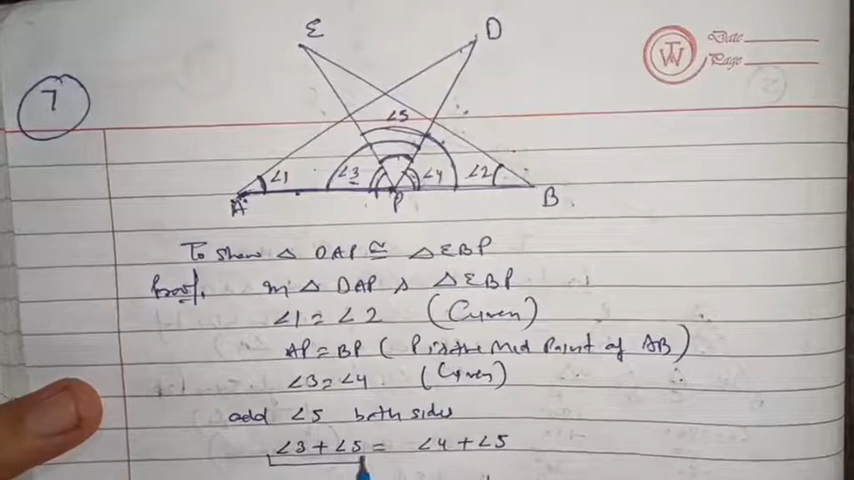 E
D
Date
Page
7
∠5
∠1
∠3
∠4
∠2
A
P
B
To show △ DAP ≅ △EBP
Proof. In △ DAP & △EBP
∠1 = ∠2 (Given)
AP = BP ( P is the Mid Point of AB)
∠3 = ∠4 (Given)
add ∠5 both sides
∠3 + ∠5 = ∠4 + ∠5